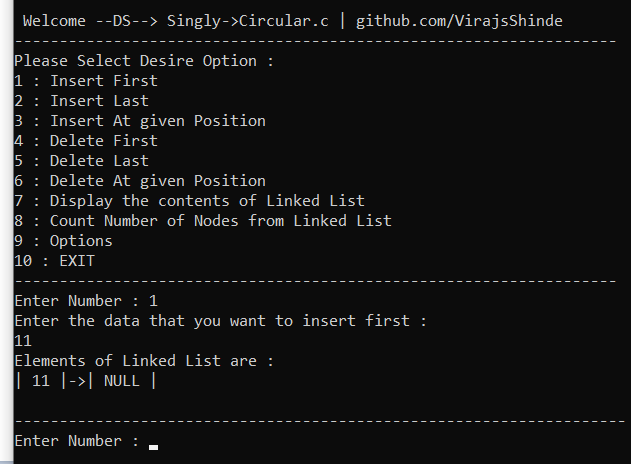 Welcome --DS--> Singly->Circular.c | github.com/VirajsShinde
-------------------------------------------------------------------
Please Select Desire Option :
1 : Insert First
2 : Insert Last
3 : Insert At given Position
4 : Delete First
5 : Delete Last
6 : Delete At given Position
7 : Display the contents of Linked List
8 : Count Number of Nodes from Linked List
9 : Options
10 : EXIT
-------------------------------------------------------------------
Enter Number : 1
Enter the data that you want to insert first :
11
Elements of Linked List are :
| 11 |->| NULL |
-----------------------------------------------------------------------
Enter Number :